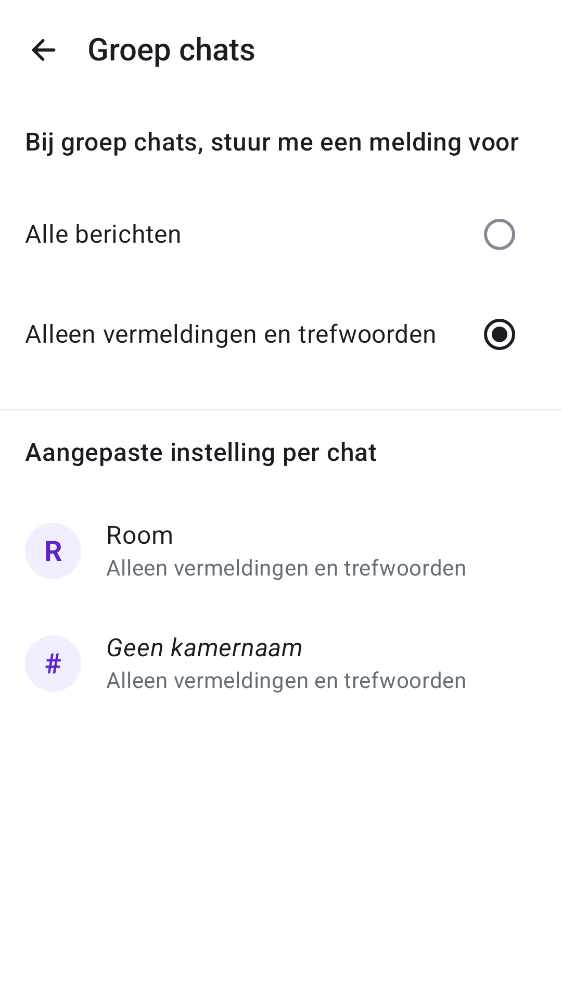 Groep chats
Bij groep chats, stuur me een melding voor
Alle berichten
Alleen vermeldingen en trefwoorden
Aangepaste instelling per chat
R
Room
Alleen vermeldingen en trefwoorden
#
Geen kamernaam
Alleen vermeldingen en trefwoorden